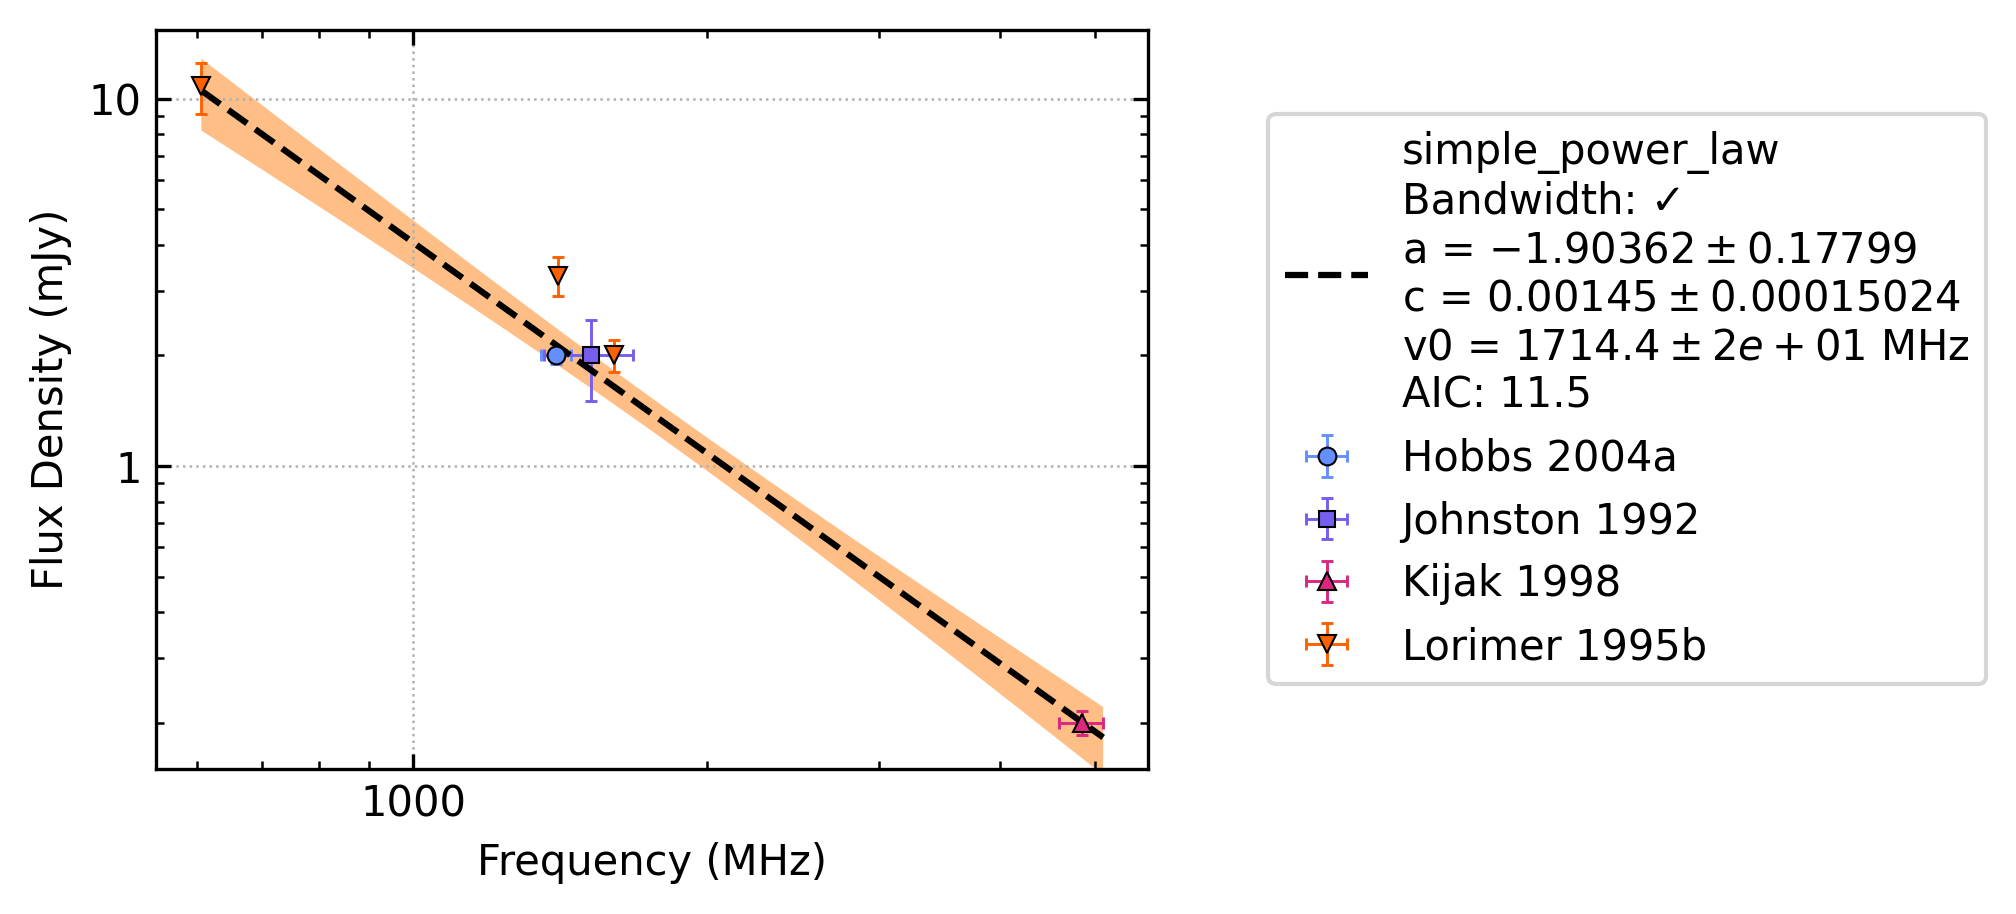 10
1
Flux Density (mJy)
1000
Frequency (MHz)
simple_power_law
Bandwidth: ✓
a = −1.90362 ± 0.17799
c = 0.00145 ± 0.00015024
v0 = 1714.4 ± 2e + 01 MHz
AIC: 11.5
Hobbs 2004a
Johnston 1992
Kijak 1998
Lorimer 1995b